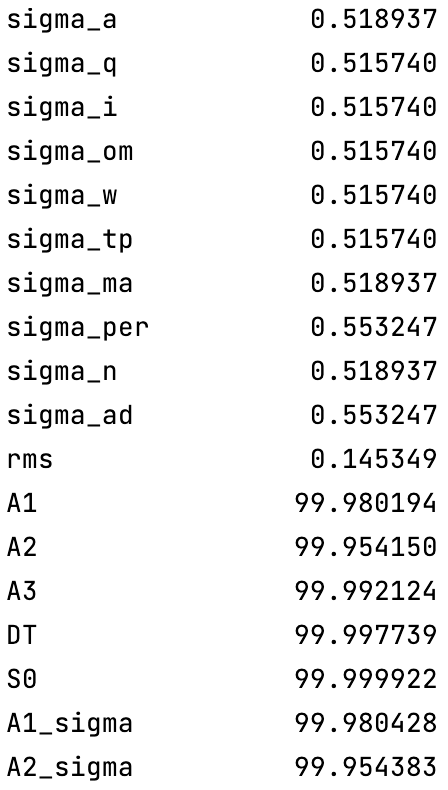 sigma_a 0.518937
sigma_q 0.515740
sigma_i 0.515740
sigma_om 0.515740
sigma_w 0.515740
sigma_tp 0.515740
sigma_ma 0.518937
sigma_per 0.553247
sigma_n 0.518937
sigma_ad 0.553247
rms 0.145349
A1 99.980194
A2 99.954150
A3 99.992124
DT 99.997739
S0 99.999922
A1_sigma 99.980428
A2_sigma 99.954383